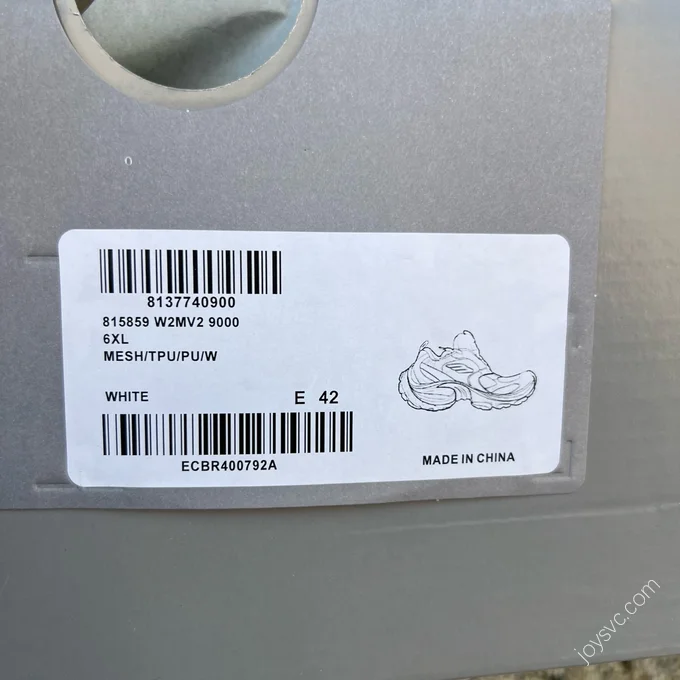 8137740900
815859 W2MV2 9000
6XL
MESH/TPU/PU/W
WHITE E 42
ECBR400792A
MADE IN CHINA
joysvc.com